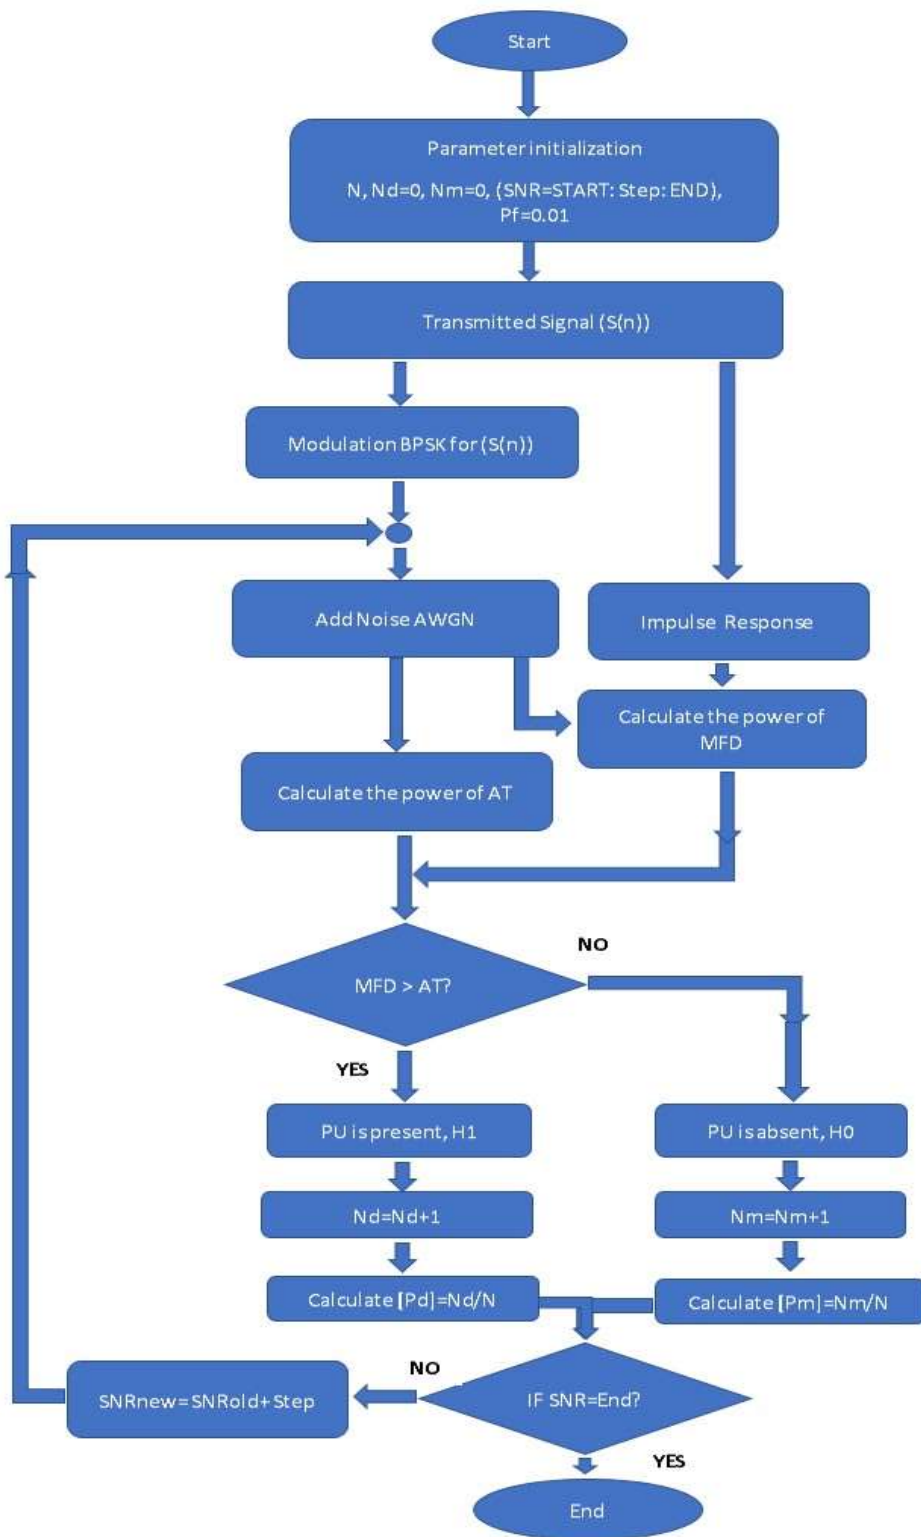 Start
Parameter initialization
N, Nd=0, Nm=0, (SNR=START: Step: END),
Pf=0.01
Transmitted Signal (S(n))
Modulation BPSK for (S(n))
Add Noise AWGN
Impulse Response
Calculate the power of
MFD
Calculate the power of AT
MFD > AT?
NO
YES
PU is present, H1
PU is absent, H0
Nd=Nd+1
Nm=Nm+1
Calculate [Pd]=Nd/N
Calculate [Pm]=Nm/N
IF SNR=End?
NO
SNRnew=SNRold+Step
YES
End